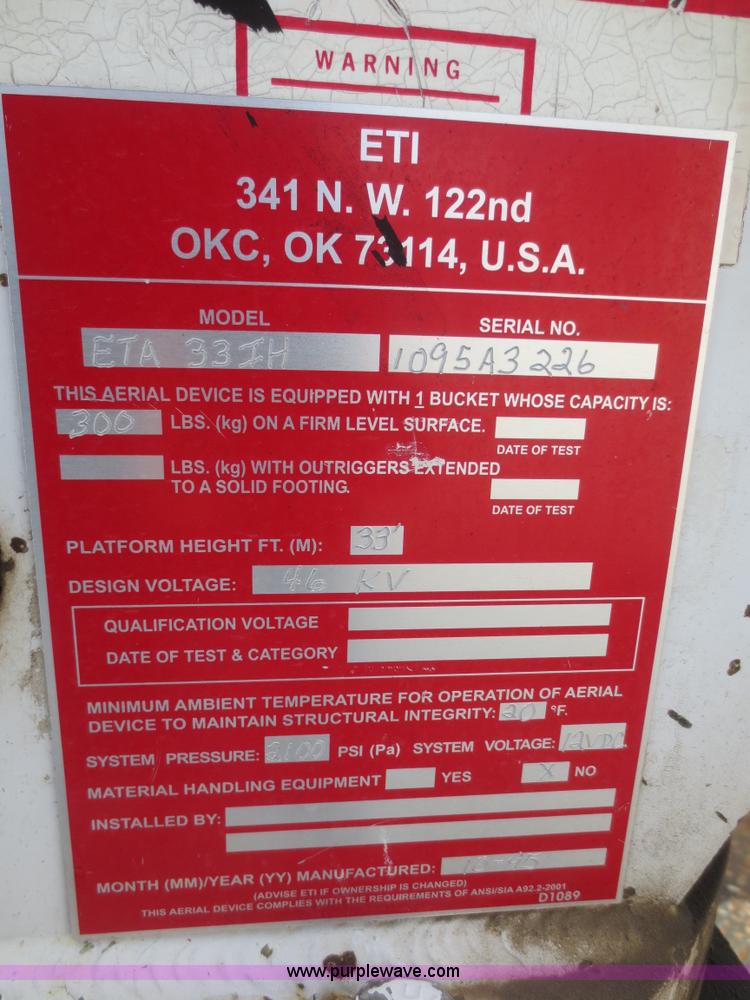 WARNING
ETI
341 N. W. 122nd
OKC, OK 73114, U.S.A.
MODEL SERIAL NO.
ETA 33IH 1095A3226
THIS AERIAL DEVICE IS EQUIPPED WITH 1 BUCKET WHOSE CAPACITY IS:
300 LBS. (kg) ON A FIRM LEVEL SURFACE.
DATE OF TEST
LBS. (kg) WITH OUTRIGGERS EXTENDED
TO A SOLID FOOTING.
DATE OF TEST
PLATFORM HEIGHT FT. (M): 33'
DESIGN VOLTAGE: 46 KV
QUALIFICATION VOLTAGE
DATE OF TEST & CATEGORY
MINIMUM AMBIENT TEMPERATURE FOR OPERATION OF AERIAL
DEVICE TO MAINTAIN STRUCTURAL INTEGRITY: 20 °F.
SYSTEM PRESSURE: 2100 PSI (Pa) SYSTEM VOLTAGE: 12VDC
MATERIAL HANDLING EQUIPMENT YES X NO
INSTALLED BY:
MONTH (MM)/YEAR (YY) MANUFACTURED:
(ADVISE ETI IF OWNERSHIP IS CHANGED)
THIS AERIAL DEVICE COMPLIES WITH THE REQUIREMENTS OF ANSI/SIA A92.2-2001
D1089
www.purplewave.com